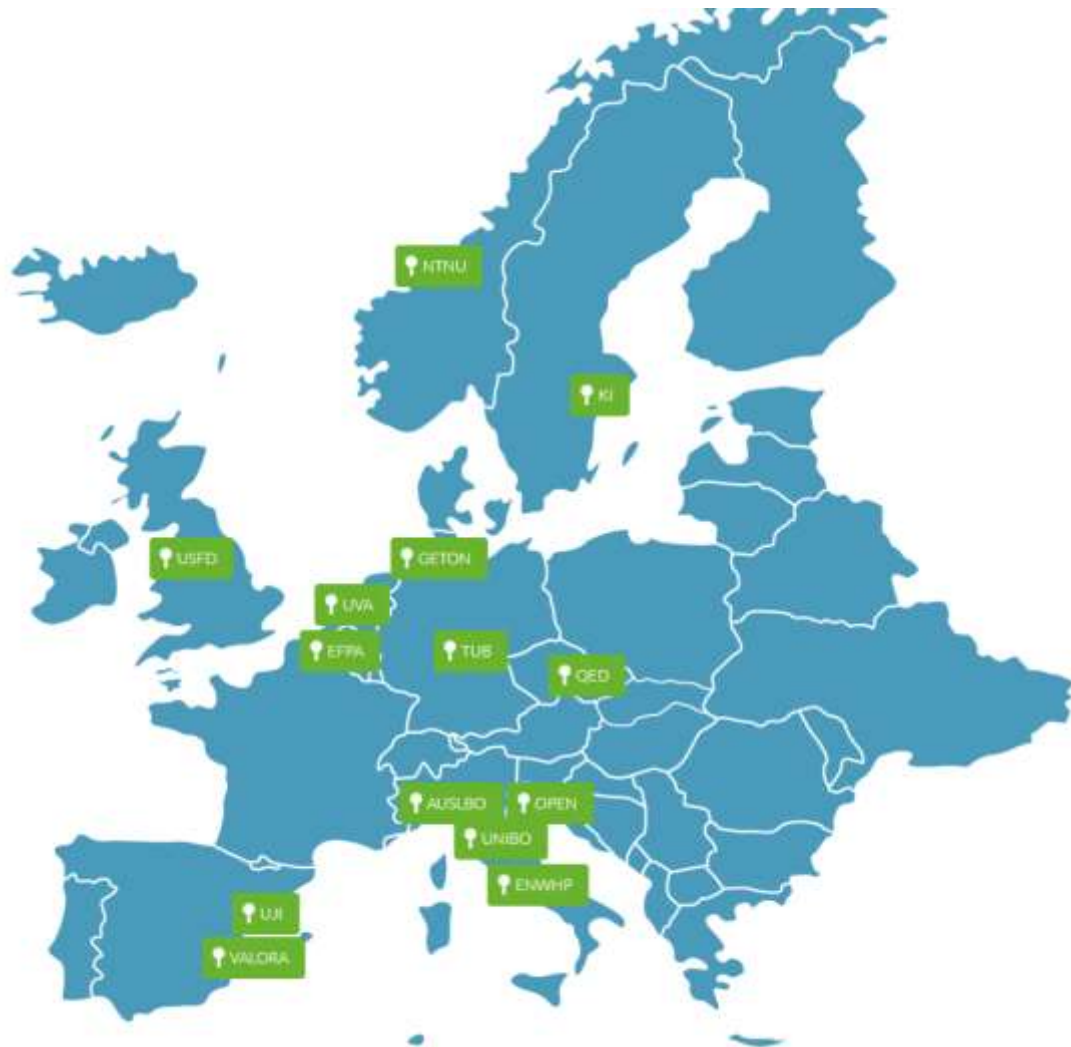 NTNU
KI
USFD
GETON
UVA
EFPA
TUB
QED
AUSLBO
OPEN
UNIBO
ENWHP
UJI
VALORA